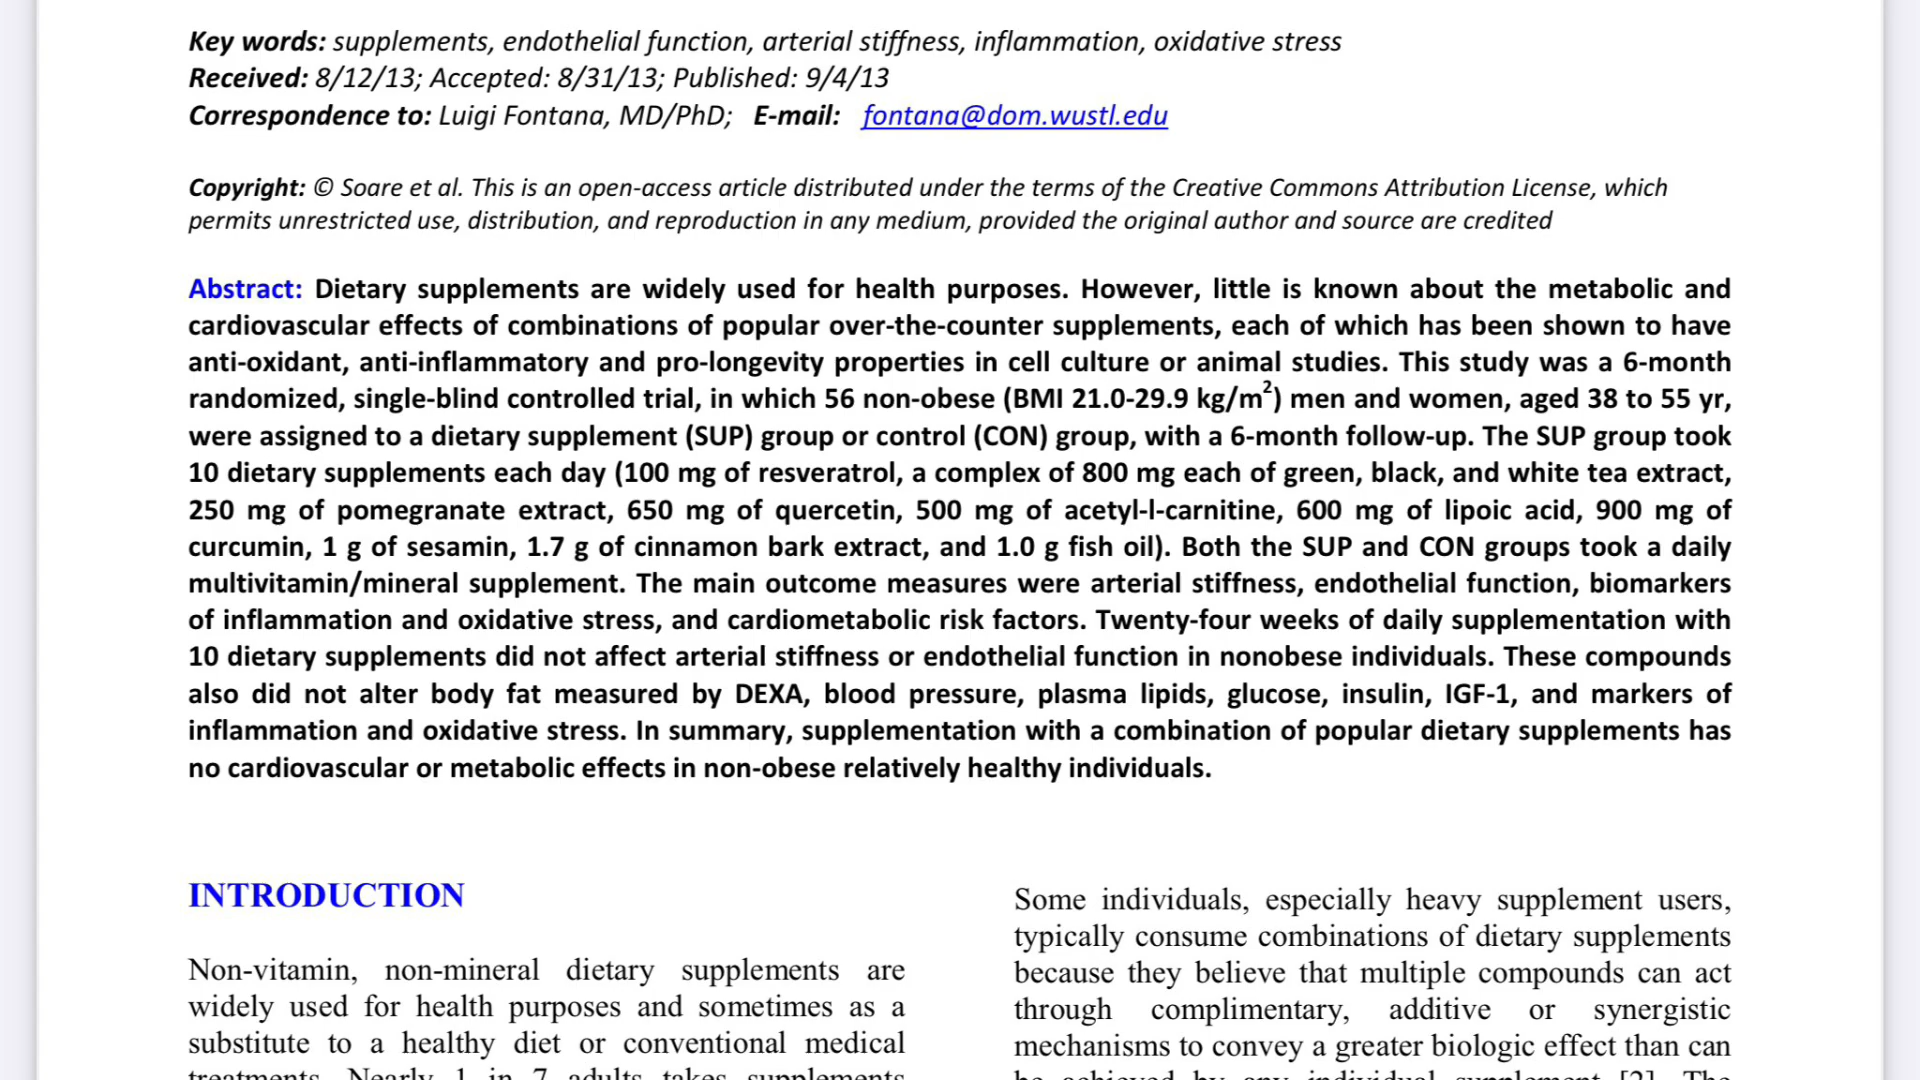 Key words: supplements, endothelial function, arterial stiffness, inflammation, oxidative stress
Received: 8/12/13; Accepted: 8/31/13; Published: 9/4/13
Correspondence to: Luigi Fontana, MD/PhD; E-mail: fontana@dom.wustl.edu
Copyright: © Soare et al. This is an open-access article distributed under the terms of the Creative Commons Attribution License, which
permits unrestricted use, distribution, and reproduction in any medium, provided the original author and source are credited
Abstract: Dietary supplements are widely used for health purposes. However, little is known about the metabolic and
cardiovascular effects of combinations of popular over-the-counter supplements, each of which has been shown to have
anti-oxidant, anti-inflammatory and pro-longevity properties in cell culture or animal studies. This study was a 6-month
randomized, single-blind controlled trial, in which 56 non-obese (BMI 21.0-29.9 kg/m²) men and women, aged 38 to 55 yr,
were assigned to a dietary supplement (SUP) group or control (CON) group, with a 6-month follow-up. The SUP group took
10 dietary supplements each day (100 mg of resveratrol, a complex of 800 mg each of green, black, and white tea extract,
250 mg of pomegranate extract, 650 mg of quercetin, 500 mg of acetyl-l-carnitine, 600 mg of lipoic acid, 900 mg of
curcumin, 1 g of sesamin, 1.7 g of cinnamon bark extract, and 1.0 g fish oil). Both the SUP and CON groups took a daily
multivitamin/mineral supplement. The main outcome measures were arterial stiffness, endothelial function, biomarkers
of inflammation and oxidative stress, and cardiometabolic risk factors. Twenty-four weeks of daily supplementation with
10 dietary supplements did not affect arterial stiffness or endothelial function in nonobese individuals. These compounds
also did not alter body fat measured by DEXA, blood pressure, plasma lipids, glucose, insulin, IGF-1, and markers of
inflammation and oxidative stress. In summary, supplementation with a combination of popular dietary supplements has
no cardiovascular or metabolic effects in non-obese relatively healthy individuals.
INTRODUCTION
Non-vitamin, non-mineral dietary supplements are
widely used for health purposes and sometimes as a
substitute to a healthy diet or conventional medical
treatments. Nearly 1 in 7 adults takes supplements
Some individuals, especially heavy supplement users,
typically consume combinations of dietary supplements
because they believe that multiple compounds can act
through complimentary, additive or synergistic
mechanisms to convey a greater biologic effect than can
be achieved by any individual supplement [2]. The